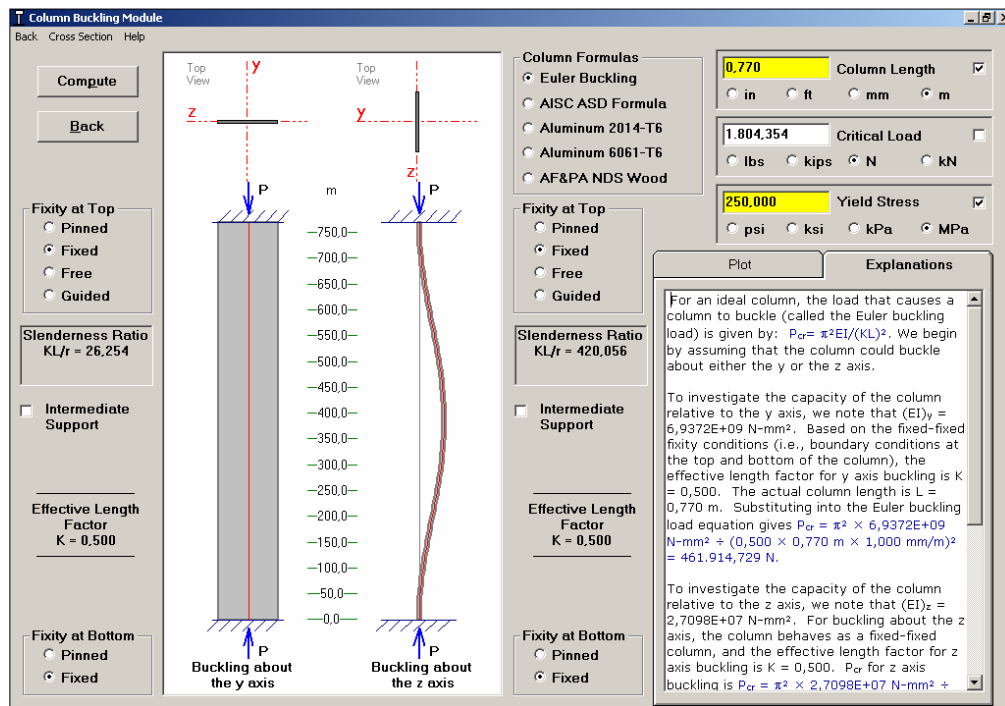 Column Buckling Module
Back Cross Section Help
Compute
Back
Top
View
y
z
Top
View
y
z
P
P
m
750,0
700,0
650,0
600,0
550,0
500,0
450,0
400,0
350,0
300,0
250,0
200,0
150,0
100,0
50,0
0,0
P
P
Buckling about
the y axis
Buckling about
the z axis
Fixity at Top
Pinned
Fixed
Free
Guided
Slenderness Ratio
KL/r = 26,254
Intermediate
Support
Effective Length
Factor
K = 0,500
Fixity at Bottom
Pinned
Fixed
Column Formulas
Euler Buckling
AISC ASD Formula
Aluminum 2014-T6
Aluminum 6061-T6
AF&PA NDS Wood
Fixity at Top
Pinned
Fixed
Free
Guided
Slenderness Ratio
KL/r = 420,056
Intermediate
Support
Effective Length
Factor
K = 0,500
Fixity at Bottom
Pinned
Fixed
0,770 Column Length
in ft mm m
1.804,354 Critical Load
lbs kips N kN
250,000 Yield Stress
psi ksi kPa MPa
Plot Explanations
For an ideal column, the load that causes a
column to buckle (called the Euler buckling
load) is given by: Pcr= π²EI/(KL)². We begin
by assuming that the column could buckle
about either the y or the z axis.
To investigate the capacity of the column
relative to the y axis, we note that (EI)y =
6,9372E+09 N-mm². Based on the fixed-fixed
fixity conditions (i.e., boundary conditions at
the top and bottom of the column), the
effective length factor for y axis buckling is K
= 0,500. The actual column length is L =
0,770 m. Substituting into the Euler buckling
load equation gives Pcr = π² × 6,9372E+09
N-mm² ÷ (0,500 × 0,770 m × 1,000 mm/m)²
= 461.914,729 N.
To investigate the capacity of the column
relative to the z axis, we note that (EI)z =
2,7098E+07 N-mm². For buckling about the z
axis, the column behaves as a fixed-fixed
column, and the effective length factor for z
axis buckling is K = 0,500. Pcr for z axis
buckling is Pcr = π² × 2,7098E+07 N-mm² ÷